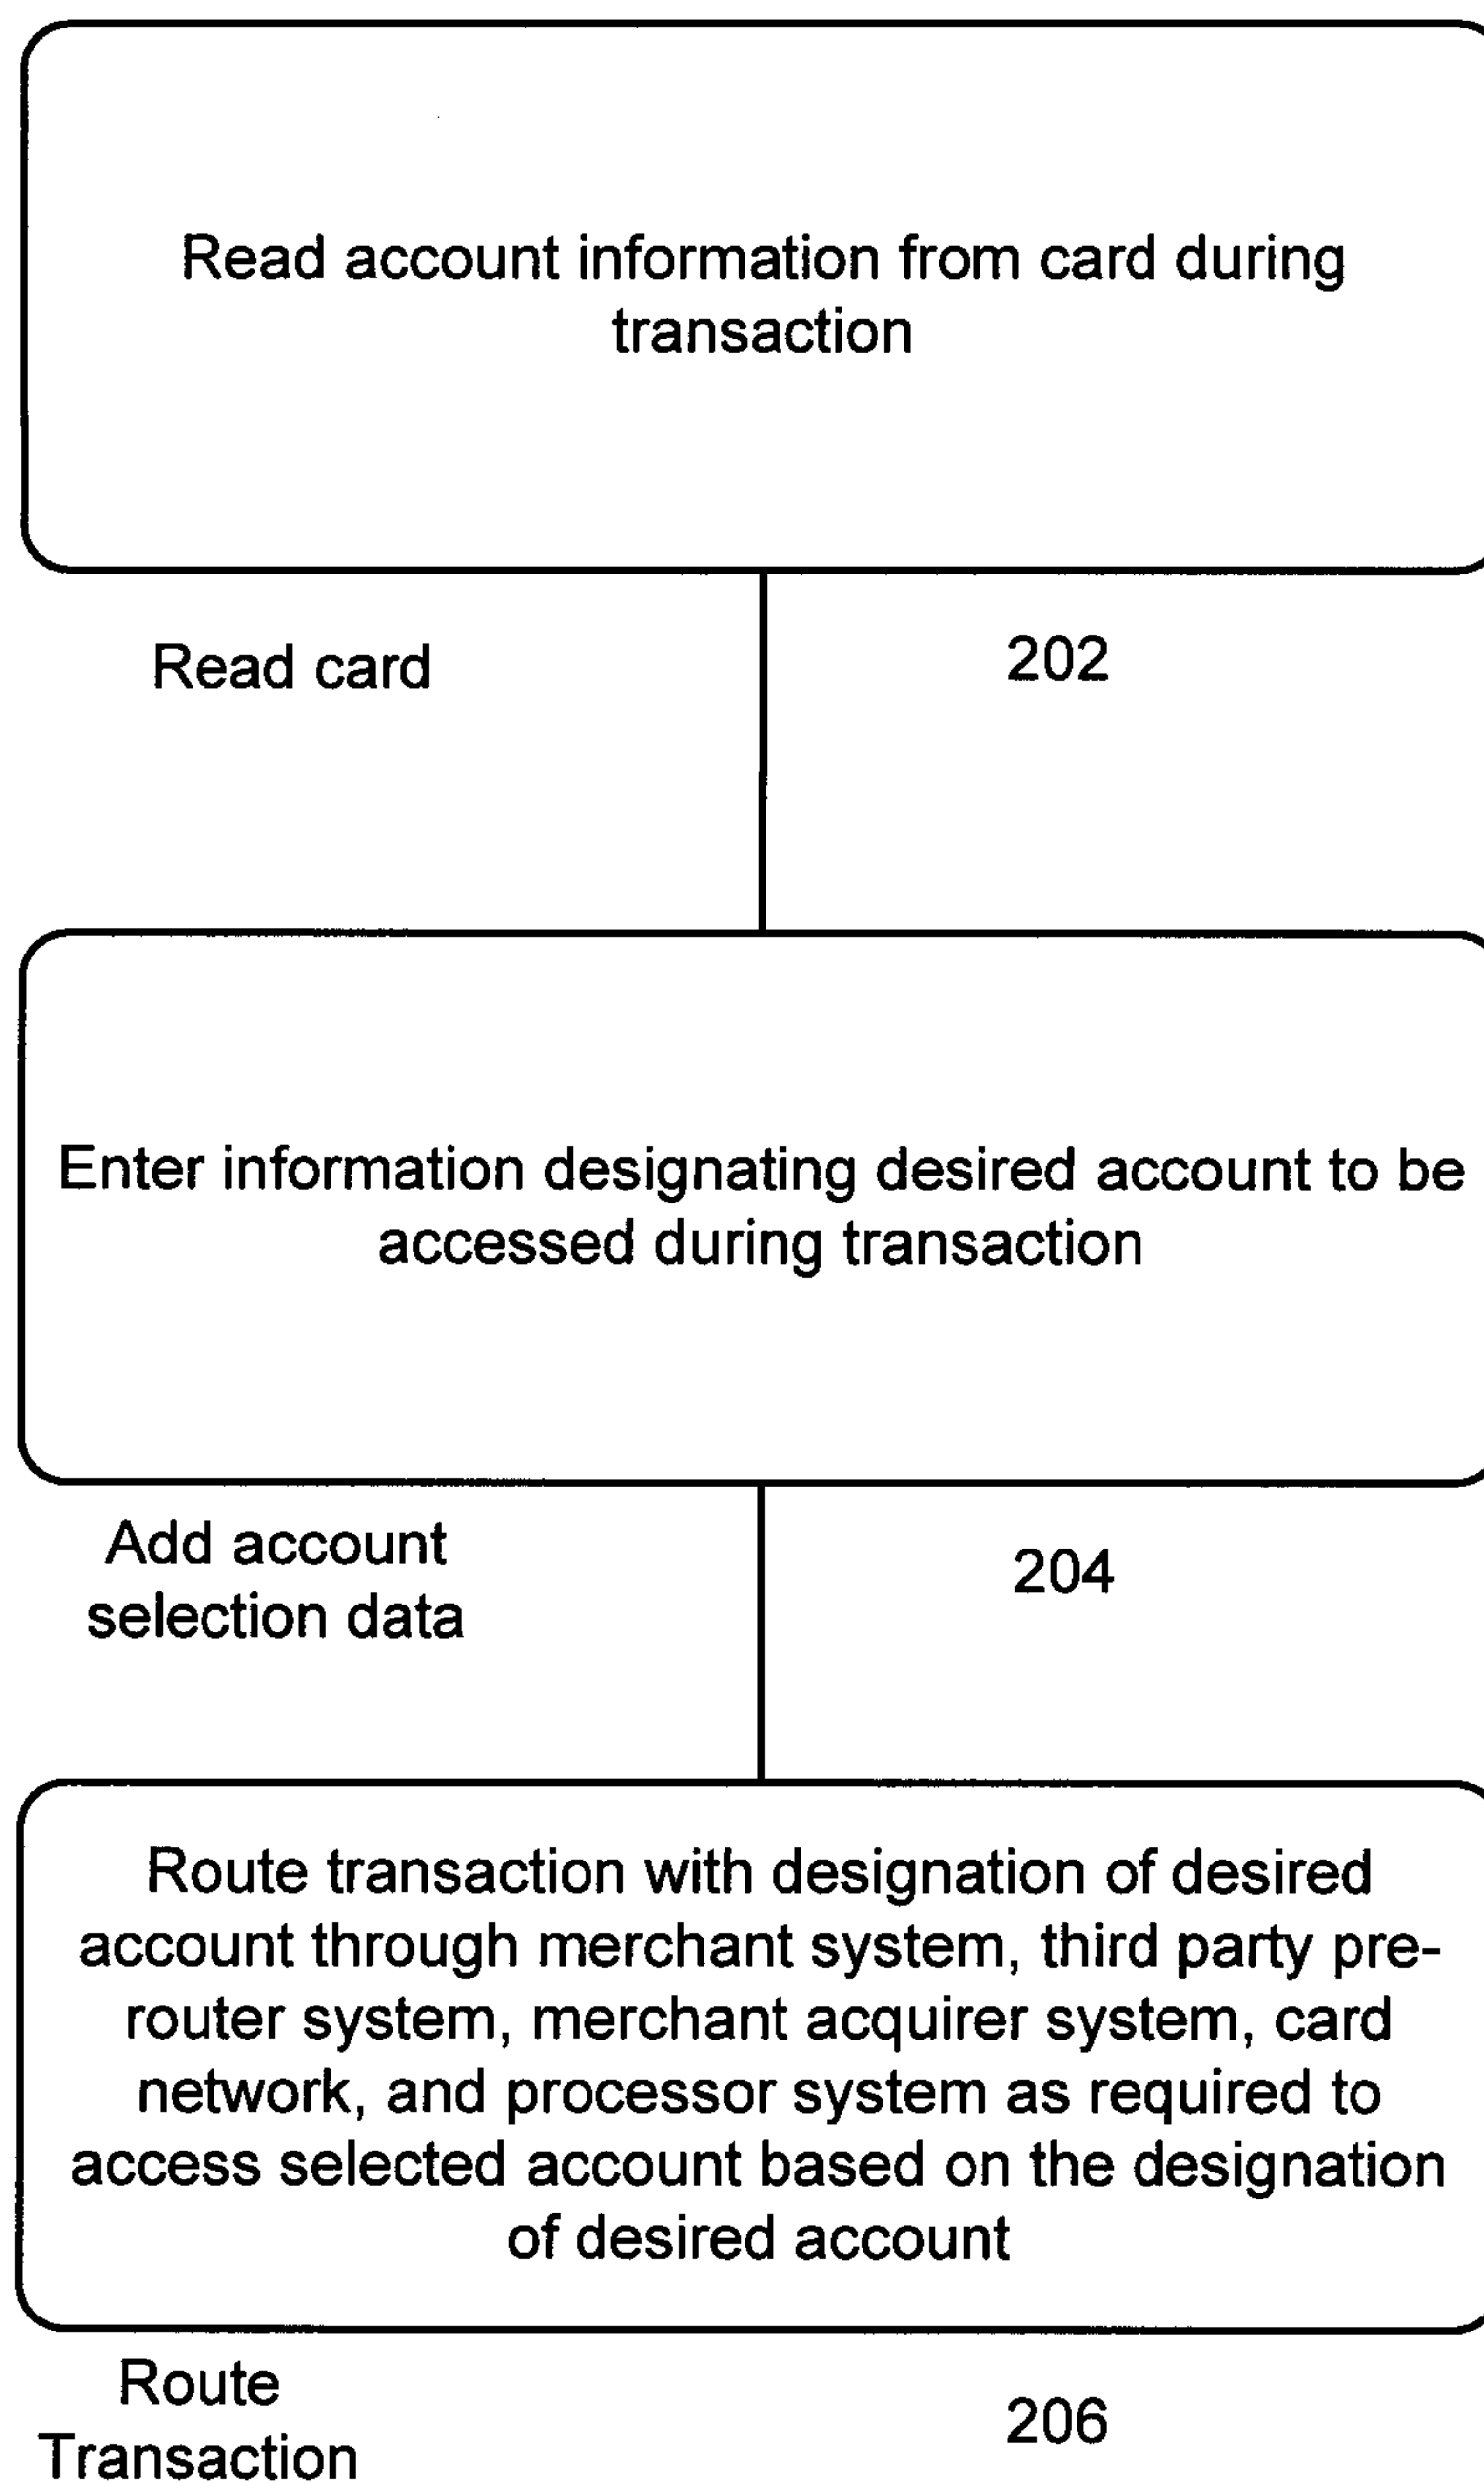 Read account information from card during
transaction
Read card
202
Enter information designating desired account to be
accessed during transaction
Add account
selection data
204
Route transaction with designation of desired
account through merchant system, third party pre-
router system, merchant acquirer system, card
network, and processor system as required to
access selected account based on the designation
of desired account
Route
Transaction
206